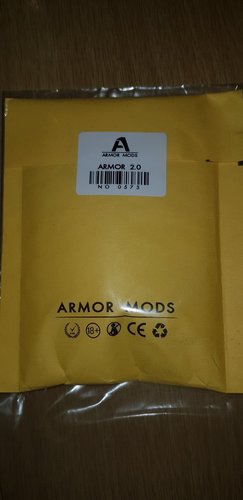 A
ARMOR MODS
ARMOR 2.0
NO 0573
ARMOR MODS
18+
CE